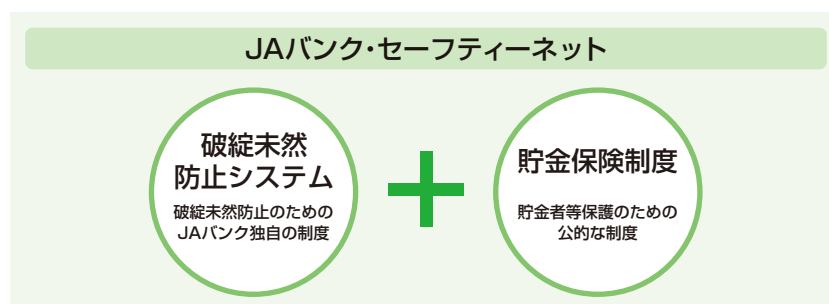 JAバンク・セーフティーネット
破綻未然
防止システム
破綻未然防止のための
JAバンク独自の制度
貯金保険制度
貯金者等保護のための
公的な制度